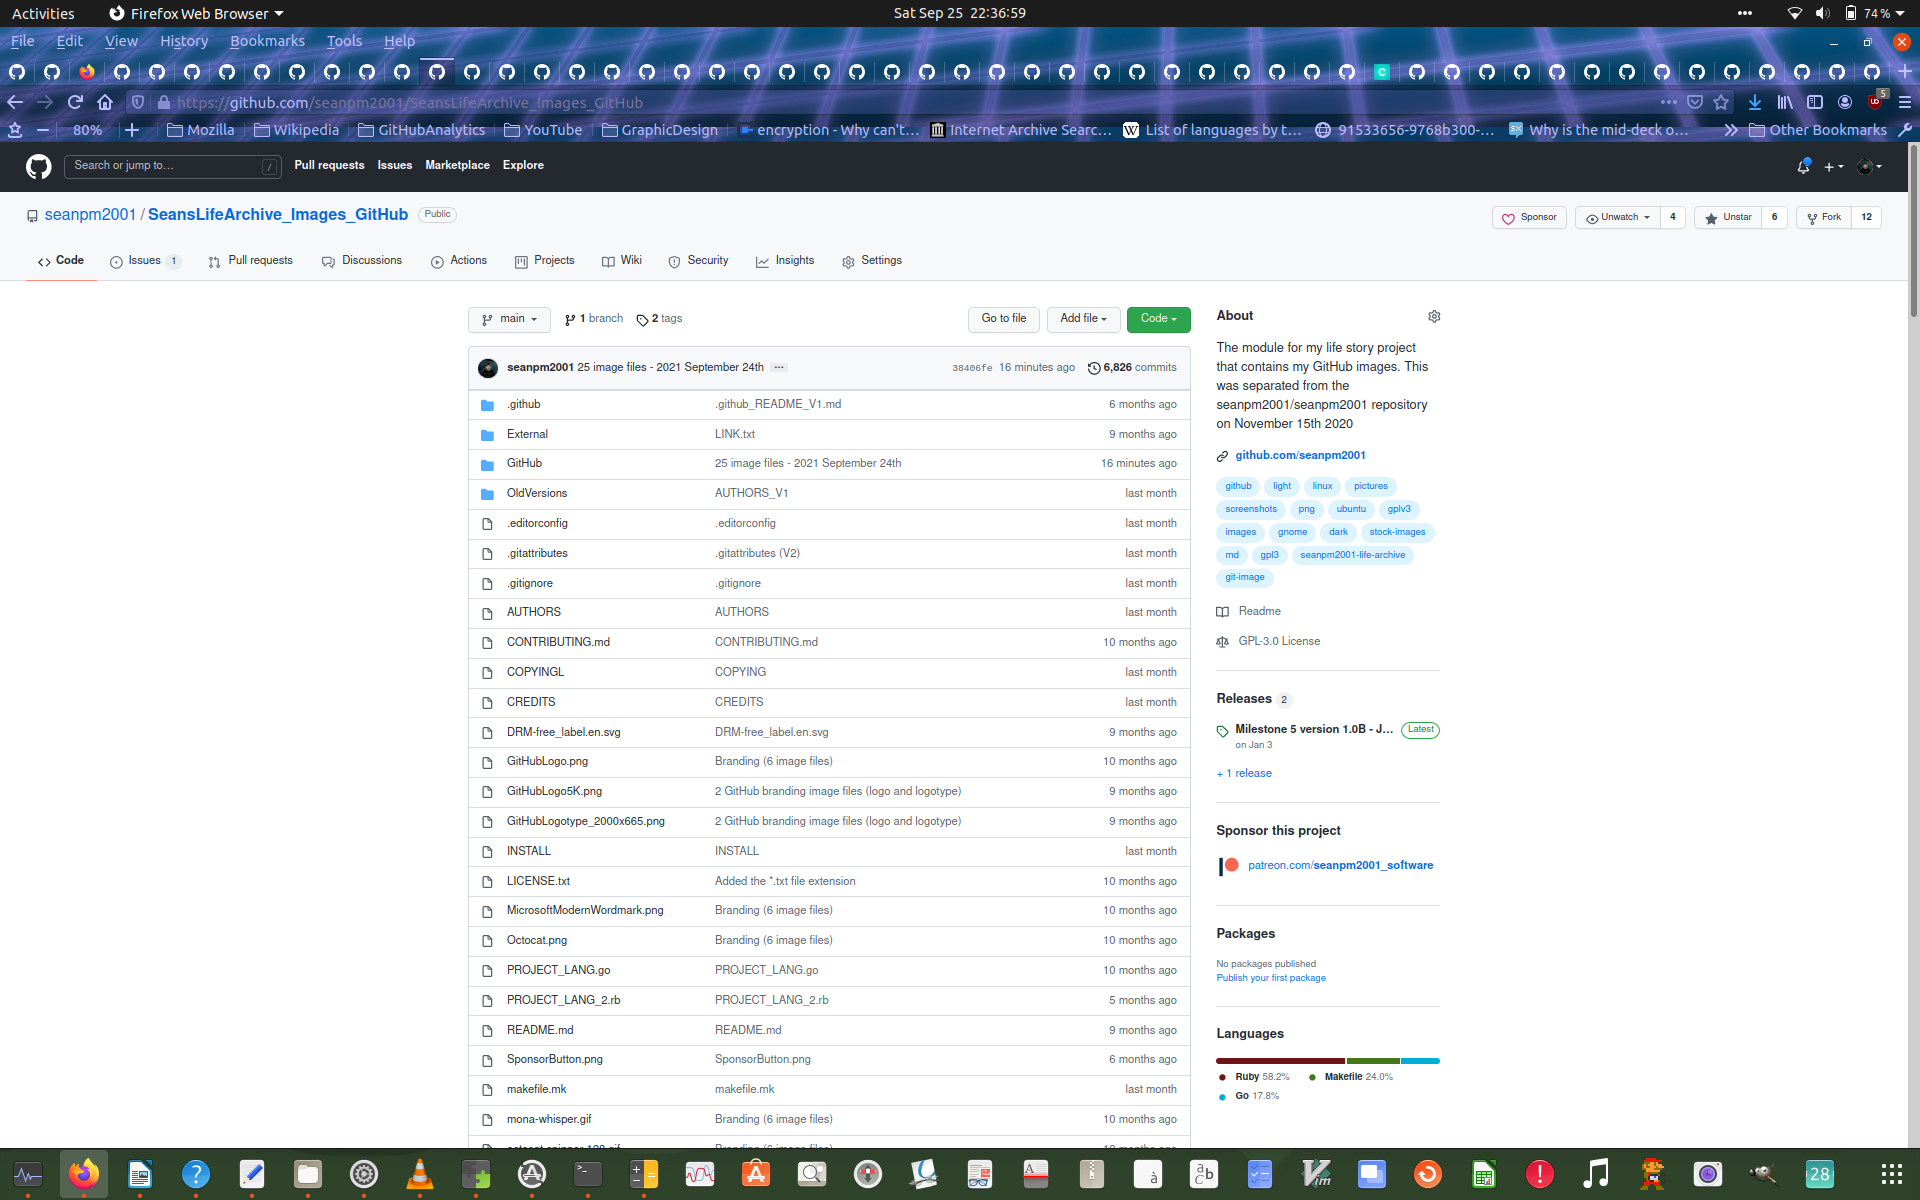 Activities Firefox Web Browser Sat Sep 25 22:36:59 74 %
File Edit View History Bookmarks Tools Help
https://github.com/seanpm2001/SeansLifeArchive_Images_GitHub 5
80% Mozilla Wikipedia GitHubAnalytics YouTube GraphicDesign encryption - Why can't… Internet Archive Searc… List of languages by t… 91533656-9768b300-… Why is the mid-deck o… Other Bookmarks
Search or jump to… / Pull requests Issues Marketplace Explore
seanpm2001 / SeansLifeArchive_Images_GitHub Public Sponsor Unwatch 4 Unstar 6 Fork 12
Code Issues 1 Pull requests Discussions Actions Projects Wiki Security Insights Settings
main 1 branch 2 tags Go to file Add file Code
seanpm2001 25 image files - 2021 September 24th ··· 38406fe 16 minutes ago 6,826 commits
.github .github_README_V1.md 6 months ago
External LINK.txt 9 months ago
GitHub 25 image files - 2021 September 24th 16 minutes ago
OldVersions AUTHORS_V1 last month
.editorconfig .editorconfig last month
.gitattributes .gitattributes (V2) last month
.gitignore .gitignore last month
AUTHORS AUTHORS last month
CONTRIBUTING.md CONTRIBUTING.md 10 months ago
COPYINGL COPYING last month
CREDITS CREDITS last month
DRM-free_label.en.svg DRM-free_label.en.svg 9 months ago
GitHubLogo.png Branding (6 image files) 10 months ago
GitHubLogo5K.png 2 GitHub branding image files (logo and logotype) 9 months ago
GitHubLogotype_2000x665.png 2 GitHub branding image files (logo and logotype) 9 months ago
INSTALL INSTALL last month
LICENSE.txt Added the *.txt file extension 10 months ago
MicrosoftModernWordmark.png Branding (6 image files) 10 months ago
Octocat.png Branding (6 image files) 10 months ago
PROJECT_LANG.go PROJECT_LANG.go 10 months ago
PROJECT_LANG_2.rb PROJECT_LANG_2.rb 5 months ago
README.md README.md 9 months ago
SponsorButton.png SponsorButton.png 6 months ago
makefile.mk makefile.mk last month
mona-whisper.gif Branding (6 image files) 10 months ago
About
The module for my life story project
that contains my GitHub images. This
was separated from the
seanpm2001/seanpm2001 repository
on November 15th 2020
github.com/seanpm2001
github light linux pictures
screenshots png ubuntu gplv3
images gnome dark stock-images
md gpl3 seanpm2001-life-archive
git-image
Readme
GPL-3.0 License
Releases 2
Milestone 5 version 1.0B - J… Latest
on Jan 3
+ 1 release
Sponsor this project
patreon.com/seanpm2001_software
Packages
No packages published
Publish your first package
Languages
Ruby 58.2% Makefile 24.0%
Go 17.8%
28